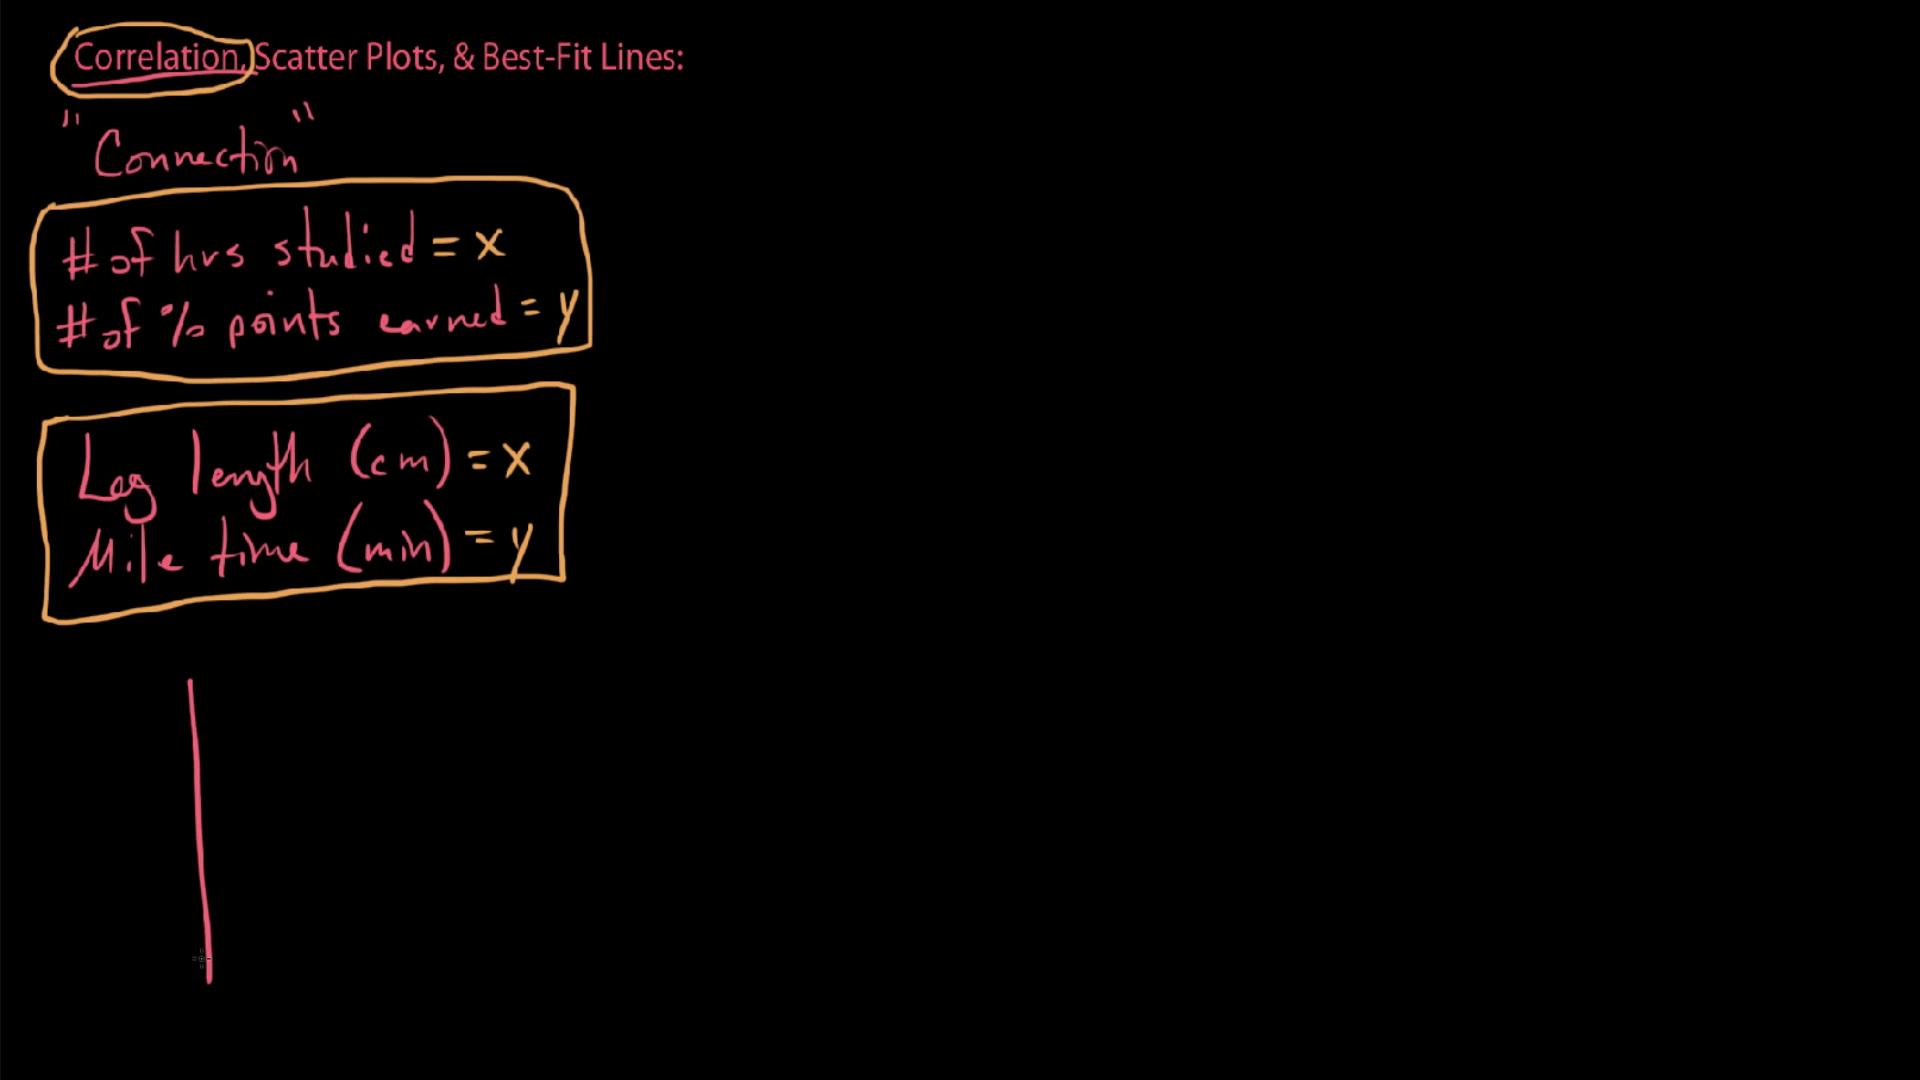 Correlation, Scatter Plots, & Best-Fit Lines:
"Connection"
# of hrs studied = x
# of % points earned = y
Leg length (cm) = x
Mile time (min) = y